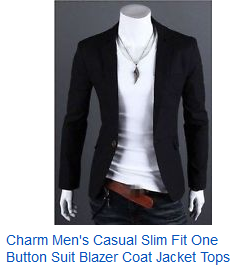 Charm Men's Casual Slim Fit One
Button Suit Blazer Coat Jacket Tops